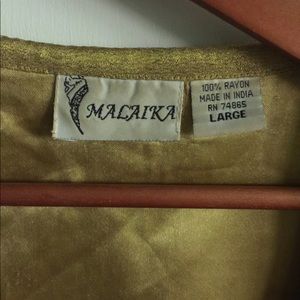 MALAIKA
100% RAYON
MADE IN INDIA
RN 74865
LARGE